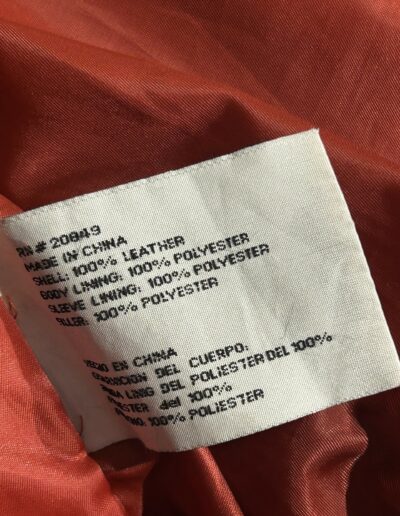 RN# 20849
MADE IN CHINA
SHELL: 100% LEATHER
BODY LINING: 100% POLYESTER
SLEEVE LINING: 100% POLYESTER
FILLER: 100% POLYESTER
HECHO EN CHINA
DEL CUERPO:
LINIG DEL POLIESTER DEL 100%
del 100%
100% POLIESTER